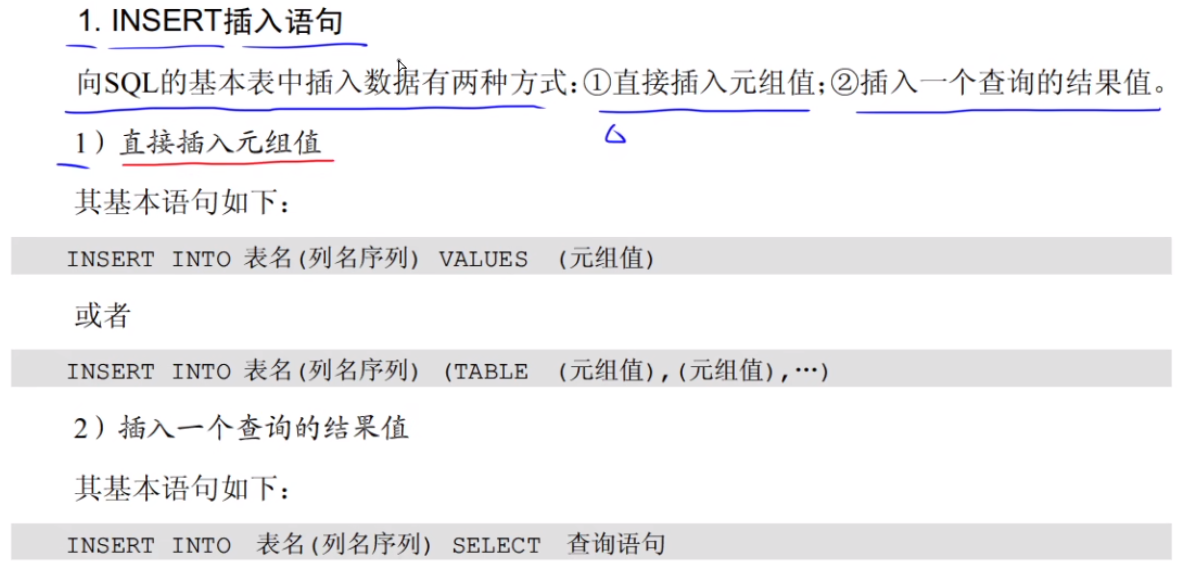 1. INSERT插入语句
向SQL的基本表中插入数据有两种方式:①直接插入元组值;②插入一个查询的结果值。
1）直接插入元组值
其基本语句如下:
INSERT INTO 表名(列名序列) VALUES (元组值)
或者
INSERT INTO 表名(列名序列) (TABLE (元组值),(元组值),…)
2）插入一个查询的结果值
其基本语句如下:
INSERT INTO 表名(列名序列) SELECT 查询语句